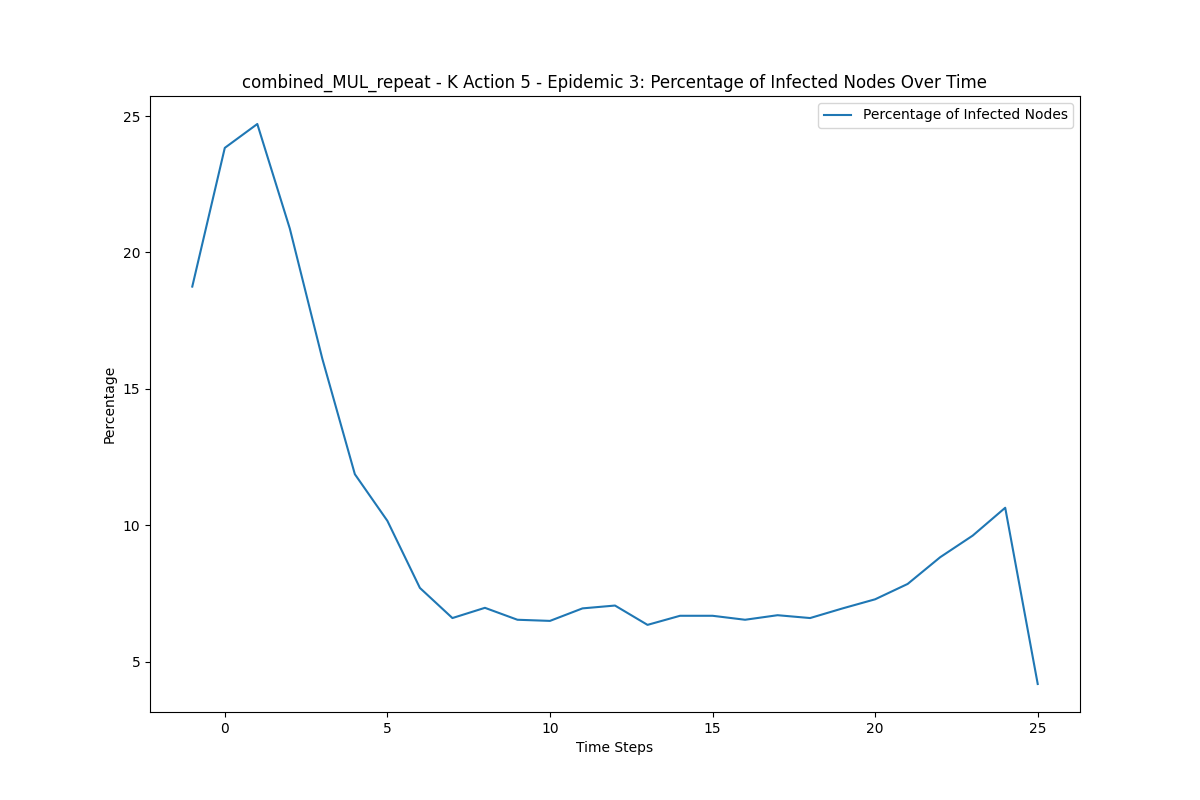 combined_MUL_repeat - K Action 5 - Epidemic 3: Percentage of Infected Nodes Over Time
Percentage of Infected Nodes
25
20
15
10
5
Percentage
0 5 10 15 20 25
Time Steps